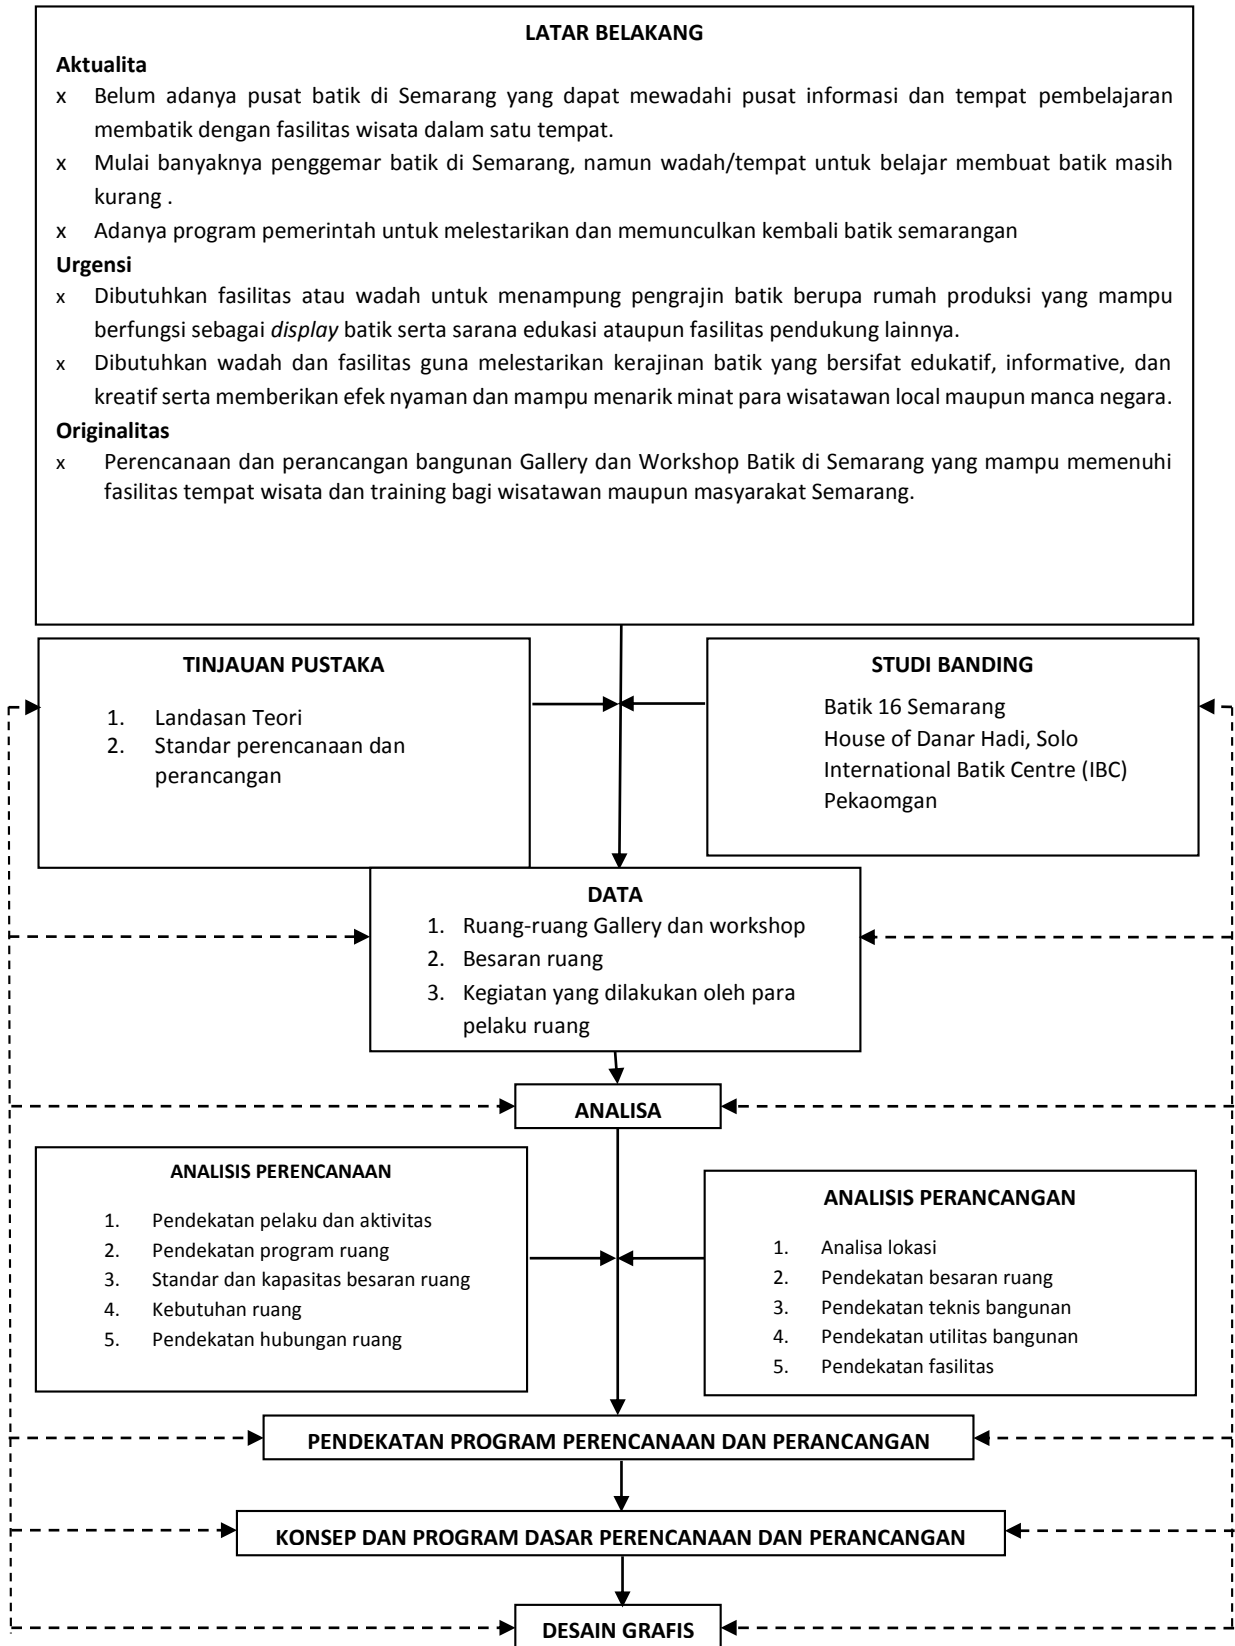 LATAR BELAKANG
Aktualita
x Belum adanya pusat batik di Semarang yang dapat mewadahi pusat informasi dan tempat pembelajaran
membatik dengan fasilitas wisata dalam satu tempat.
x Mulai banyaknya penggemar batik di Semarang, namun wadah/tempat untuk belajar membuat batik masih
kurang .
x Adanya program pemerintah untuk melestarikan dan memunculkan kembali batik semarangan
Urgensi
x Dibutuhkan fasilitas atau wadah untuk menampung pengrajin batik berupa rumah produksi yang mampu
berfungsi sebagai display batik serta sarana edukasi ataupun fasilitas pendukung lainnya.
x Dibutuhkan wadah dan fasilitas guna melestarikan kerajinan batik yang bersifat edukatif, informative, dan
kreatif serta memberikan efek nyaman dan mampu menarik minat para wisatawan local maupun manca negara.
Originalitas
x Perencanaan dan perancangan bangunan Gallery dan Workshop Batik di Semarang yang mampu memenuhi
fasilitas tempat wisata dan training bagi wisatawan maupun masyarakat Semarang.
TINJAUAN PUSTAKA
1. Landasan Teori
2. Standar perencanaan dan
perancangan
STUDI BANDING
Batik 16 Semarang
House of Danar Hadi, Solo
International Batik Centre (IBC)
Pekaomgan
DATA
1. Ruang-ruang Gallery dan workshop
2. Besaran ruang
3. Kegiatan yang dilakukan oleh para
pelaku ruang
ANALISA
ANALISIS PERENCANAAN
1. Pendekatan pelaku dan aktivitas
2. Pendekatan program ruang
3. Standar dan kapasitas besaran ruang
4. Kebutuhan ruang
5. Pendekatan hubungan ruang
ANALISIS PERANCANGAN
1. Analisa lokasi
2. Pendekatan besaran ruang
3. Pendekatan teknis bangunan
4. Pendekatan utilitas bangunan
5. Pendekatan fasilitas
PENDEKATAN PROGRAM PERENCANAAN DAN PERANCANGAN
KONSEP DAN PROGRAM DASAR PERENCANAAN DAN PERANCANGAN
DESAIN GRAFIS